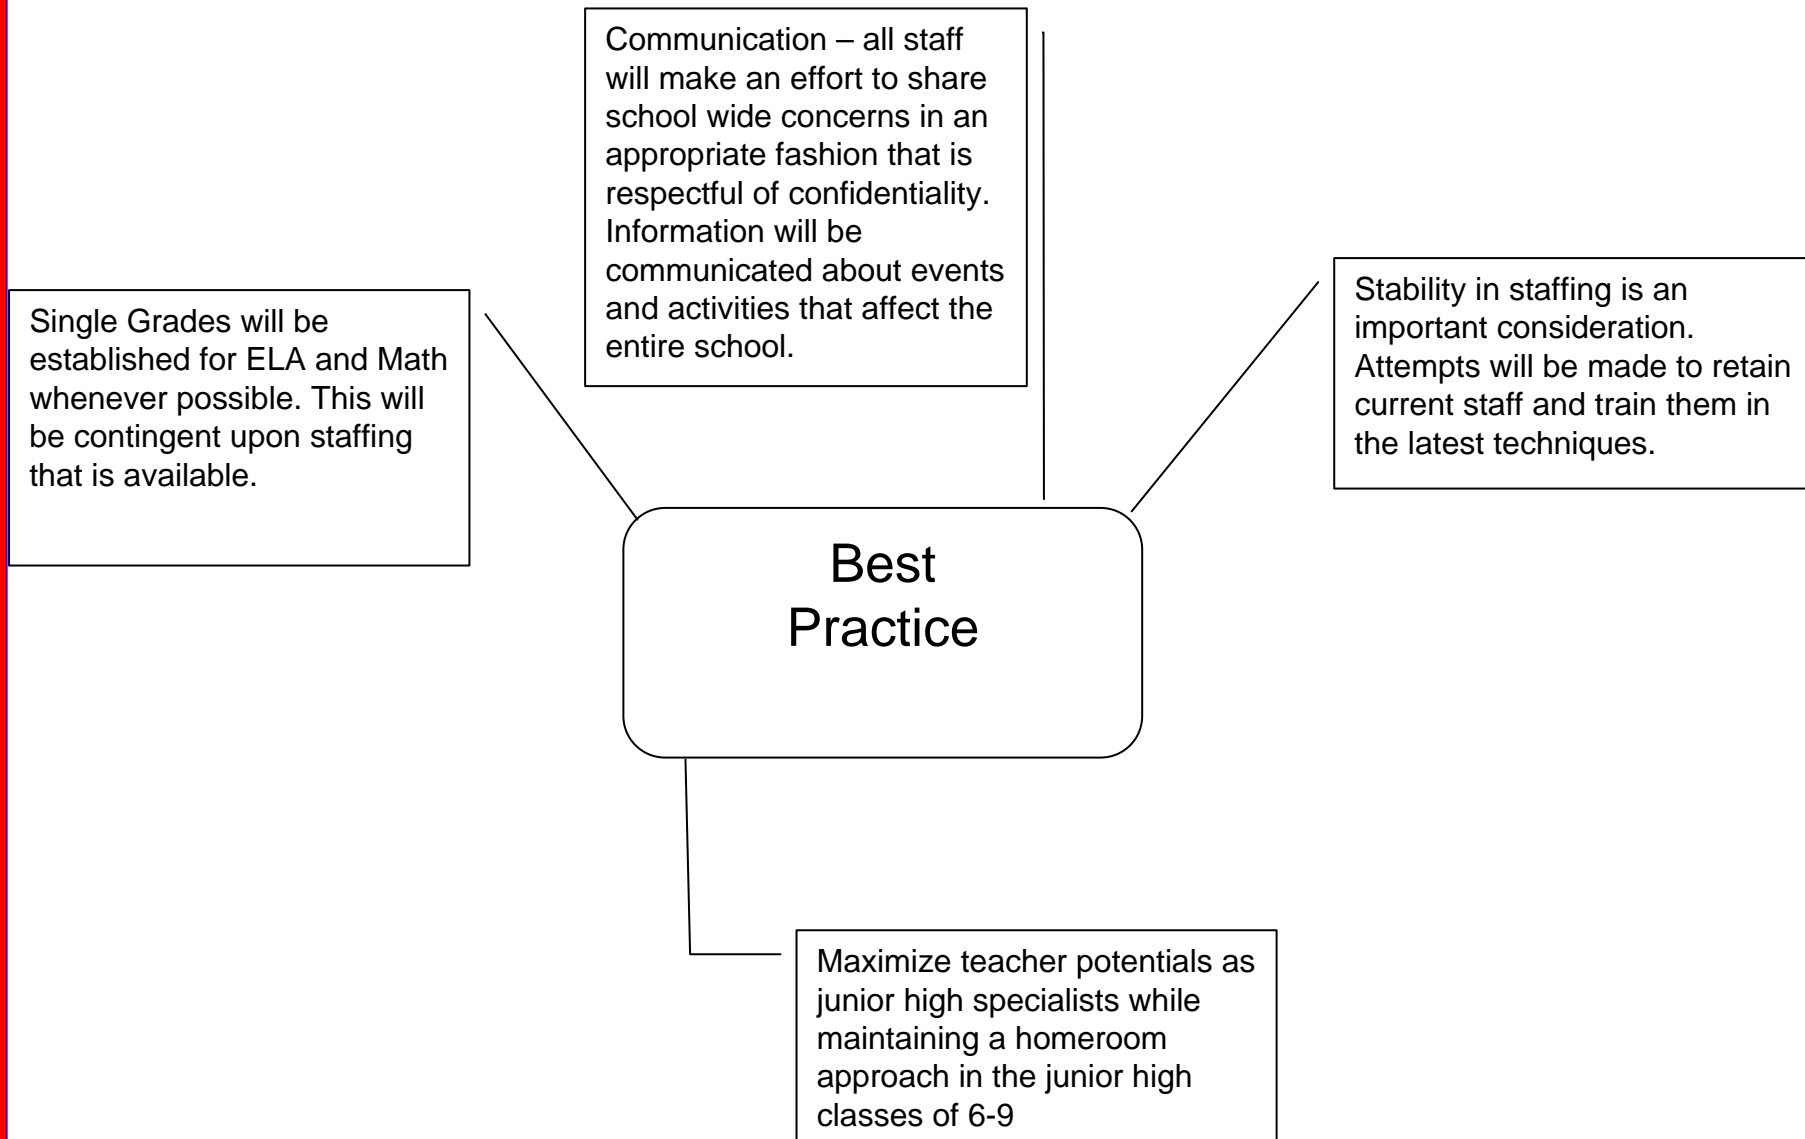 Communication – all staff
will make an effort to share
school wide concerns in an
appropriate fashion that is
respectful of confidentiality.
Information will be
communicated about events
and activities that affect the
entire school.
Single Grades will be
established for ELA and Math
whenever possible. This will
be contingent upon staffing
that is available.
Stability in staffing is an
important consideration.
Attempts will be made to retain
current staff and train them in
the latest techniques.
Best
Practice
Maximize teacher potentials as
junior high specialists while
maintaining a homeroom
approach in the junior high
classes of 6-9